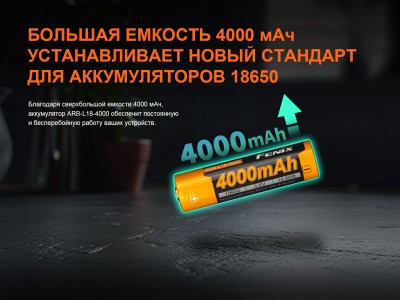 БОЛЬШАЯ ЕМКОСТЬ 4000 мАч
УСТАНАВЛИВАЕТ НОВЫЙ СТАНДАРТ
ДЛЯ АККУМУЛЯТОРОВ 18650
Благодаря сверхбольшой емкости 4000 мАч,
аккумулятор ARB-L18-4000 обеспечит постоянную
и бесперебойную работу ваших устройств.
4000mAh
FENIX
4000mAh